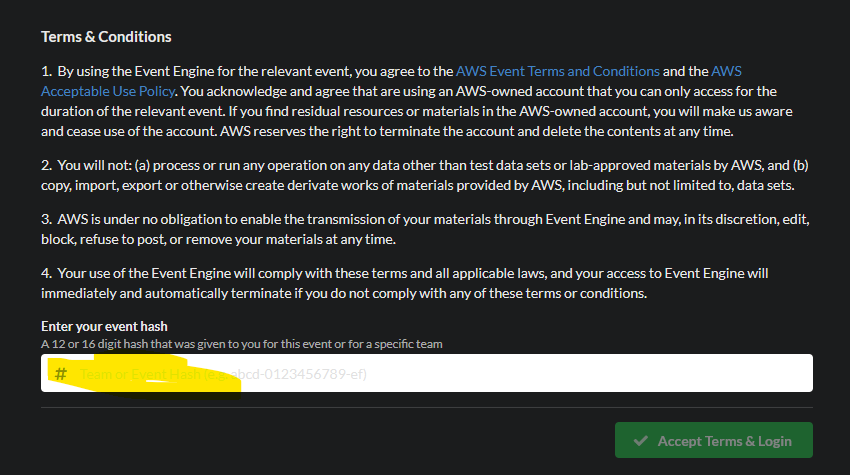 Terms & Conditions
1. By using the Event Engine for the relevant event, you agree to the AWS Event Terms and Conditions and the AWS
Acceptable Use Policy. You acknowledge and agree that are using an AWS-owned account that you can only access for the
duration of the relevant event. If you find residual resources or materials in the AWS-owned account, you will make us aware
and cease use of the account. AWS reserves the right to terminate the account and delete the contents at any time.
2. You will not: (a) process or run any operation on any data other than test data sets or lab-approved materials by AWS, and (b)
copy, import, export or otherwise create derivate works of materials provided by AWS, including but not limited to, data sets.
3. AWS is under no obligation to enable the transmission of your materials through Event Engine and may, in its discretion, edit,
block, refuse to post, or remove your materials at any time.
4. Your use of the Event Engine will comply with these terms and all applicable laws, and your access to Event Engine will
immediately and automatically terminate if you do not comply with any of these terms or conditions.
Enter your event hash
A 12 or 16 digit hash that was given to you for this event or for a specific team
# Team or Event Hash (e.g. abcd-0123456789-ef)
Accept Terms & Login